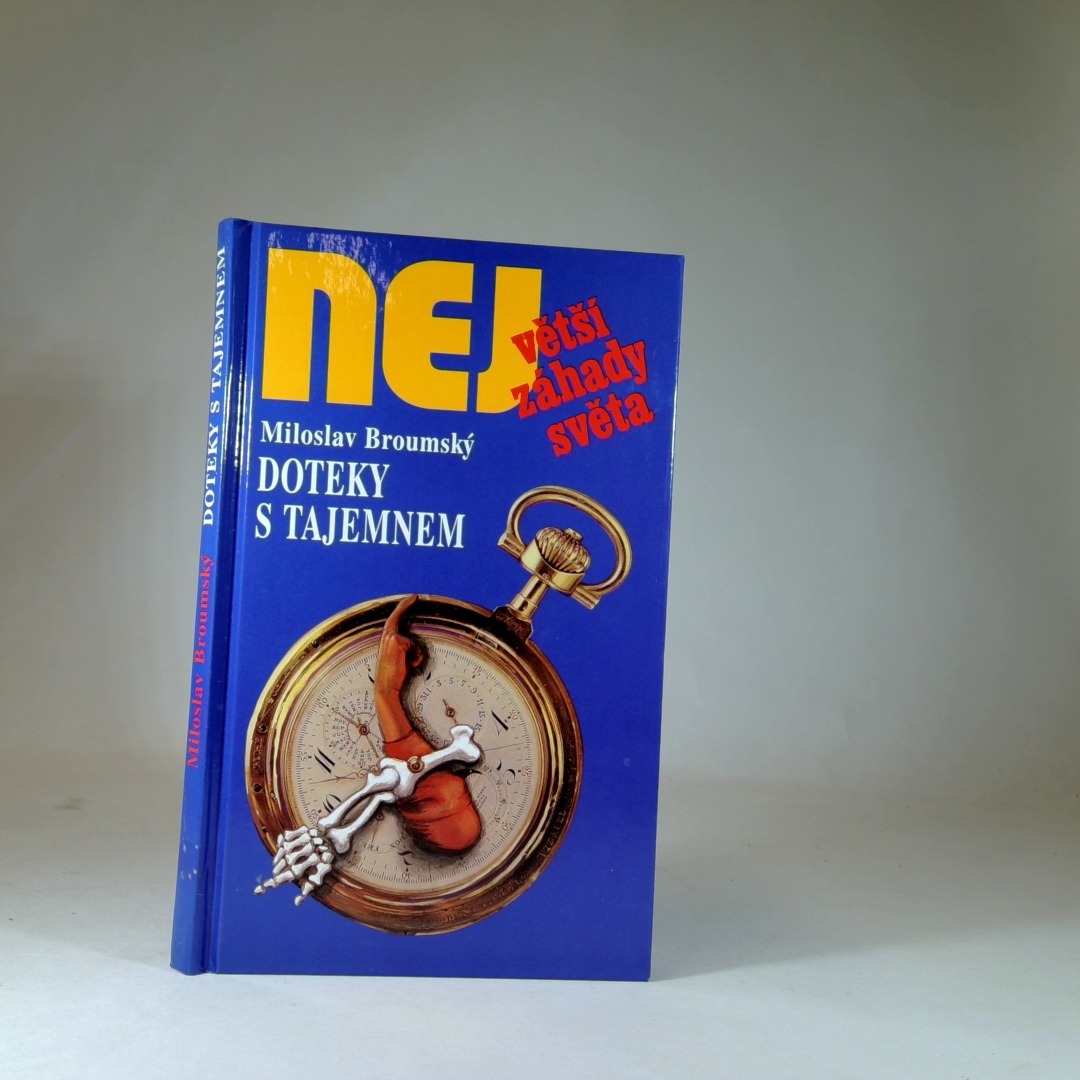 NEJ
větší
záhady
světa
Miloslav Broumský
DOTEKY
S TAJEMNEM
Miloslav Broumský DOTEKY S TAJEMNEM